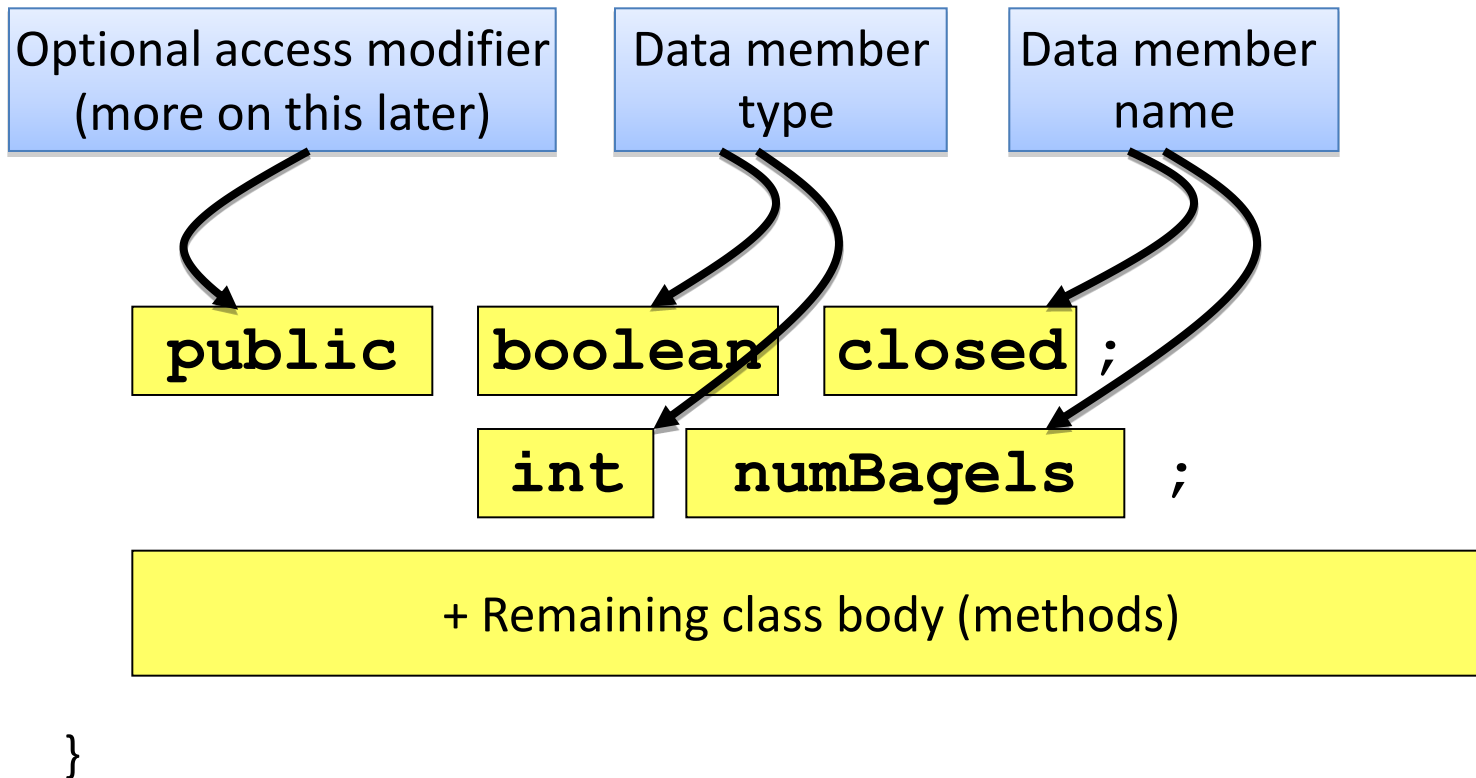 Optional access modifier
(more on this later)
Data member
type
Data member
name
public boolean closed ;
int numBagels ;
+ Remaining class body (methods)
}